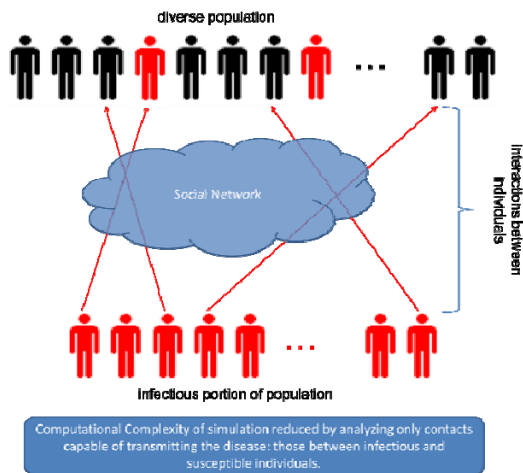 diverse population
...
Social Network
Interactions between
individuals
...
infectious portion of population
Computational Complexity of simulation reduced by analyzing only contacts
capable of transmitting the disease: those between infectious and
susceptible individuals.